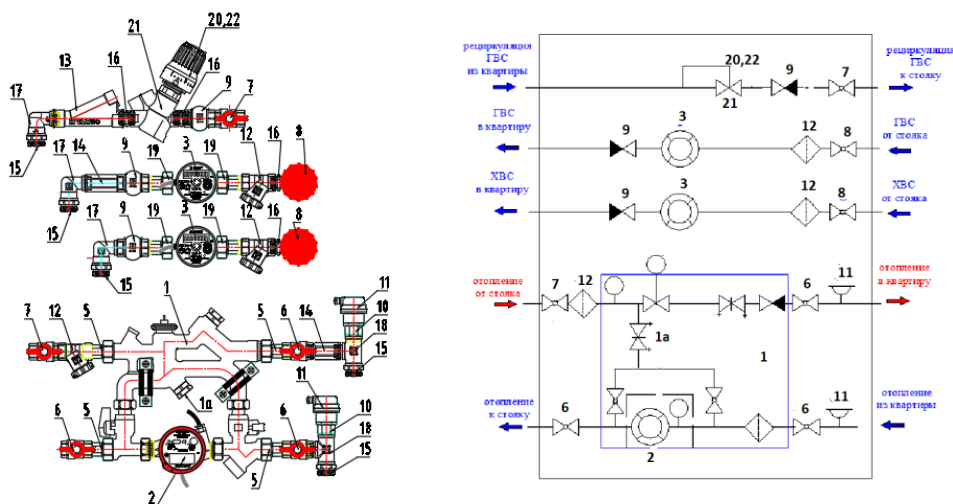 20,22
21
16
16
13
9
7
17
15
17
14
9
19
3
19
12
16
8
15
17
9
19
3
19
12
16
8
15
1
11
7
12
5
5
6
14
10
18
15
1а
11
6
5
6
10
18
15
5
2
рециркуляция
ГВС
из квартиры
20,22
9
7
рециркуляция
ГВС
к стояку
21
ГВС
в квартиру
9
3
12
8
ГВС
от стояка
ХВС
в квартиру
9
3
12
8
ХВС
от стояка
отопление
от стояка
7
12
6
11
отопление
в квартиру
1а
1
отопление
к стояку
6
2
6
11
отопление
из квартиры